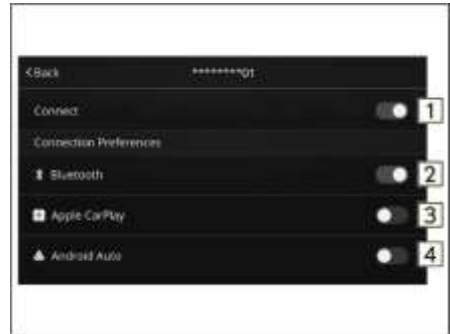 <Back ********01
Connect 1
Connection Preferences
Bluetooth 2
Apple CarPlay 3
Android Auto 4